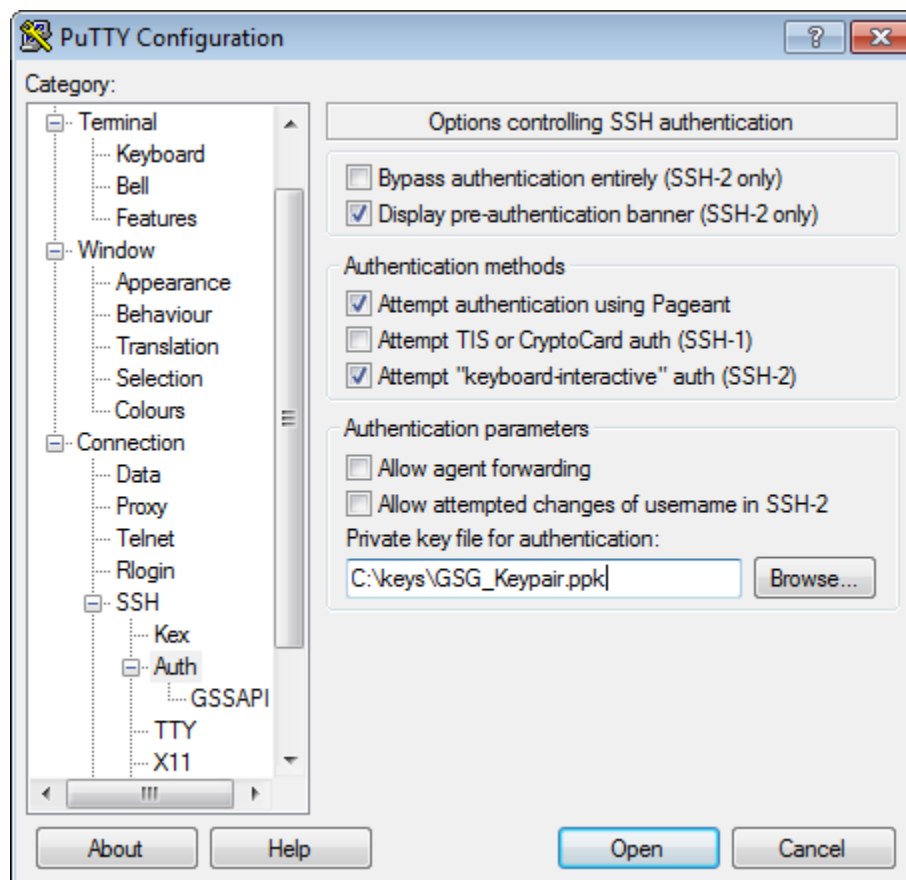 PuTTY Configuration
Category:
Terminal
Keyboard
Bell
Features
Window
Appearance
Behaviour
Translation
Selection
Colours
Connection
Data
Proxy
Telnet
Rlogin
SSH
Kex
Auth
GSSAPI
TTY
X11
Options controlling SSH authentication
Bypass authentication entirely (SSH-2 only)
Display pre-authentication banner (SSH-2 only)
Authentication methods
Attempt authentication using Pageant
Attempt TIS or CryptoCard auth (SSH-1)
Attempt "keyboard-interactive" auth (SSH-2)
Authentication parameters
Allow agent forwarding
Allow attempted changes of username in SSH-2
Private key file for authentication:
C:\keys\GSG_Keypair.ppk
Browse...
About
Help
Open
Cancel